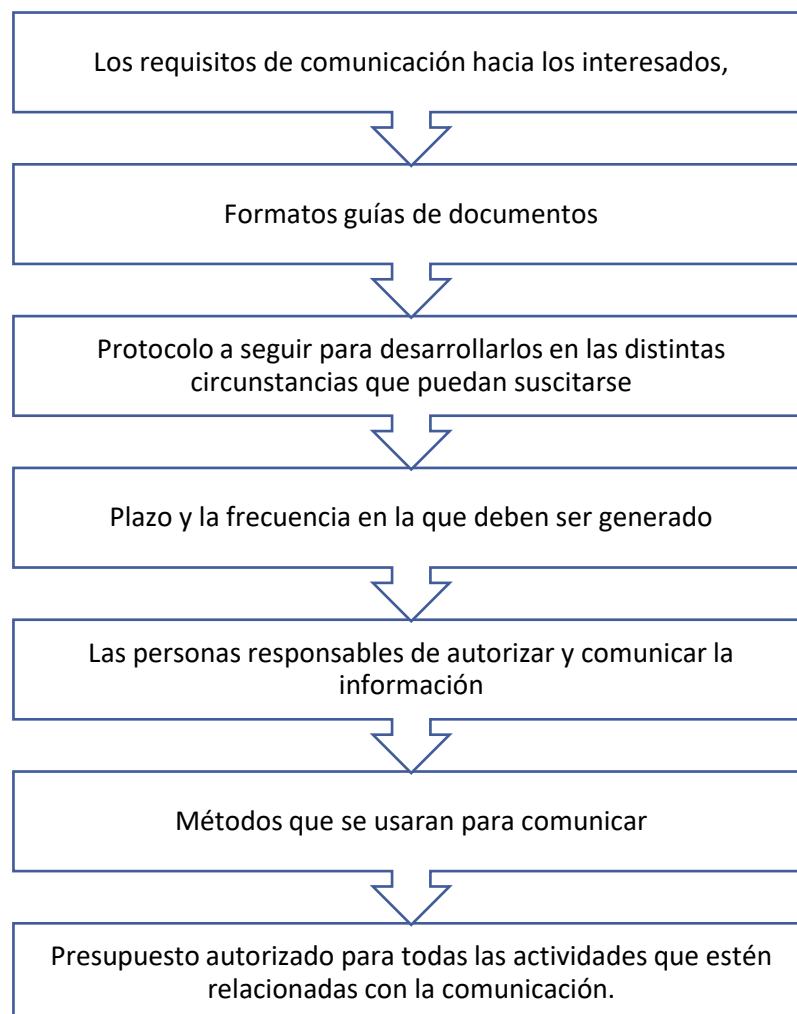 Los requisitos de comunicación hacia los interesados,
Formatos guías de documentos
Protocolo a seguir para desarrollarlos en las distintas
circunstancias que puedan suscitarse
Plazo y la frecuencia en la que deben ser generado
Las personas responsables de autorizar y comunicar la
información
Métodos que se usaran para comunicar
Presupuesto autorizado para todas las actividades que estén
relacionadas con la comunicación.